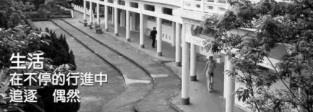 生活
在不停的行進中
追逐　偶然